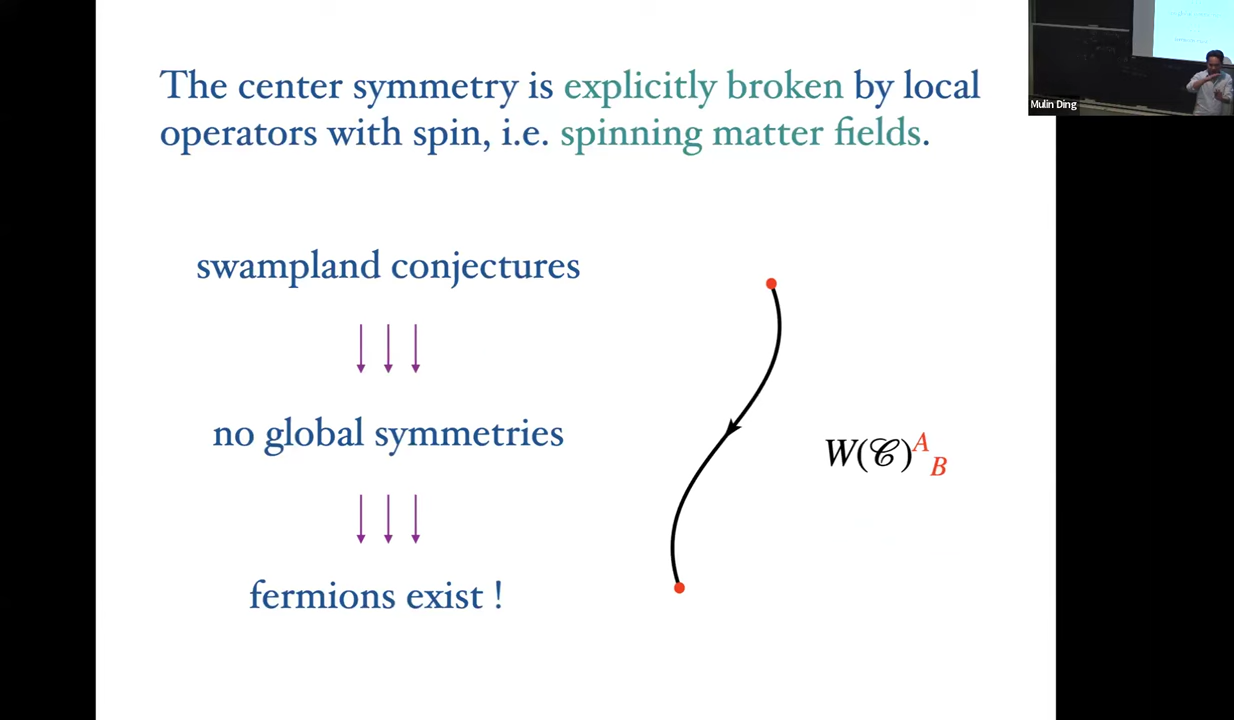 The center symmetry is explicitly broken by local
operators with spin, i.e. spinning matter fields.
swampland conjectures
no global symmetries
fermions exist !
W(𝒞)^A_B
Mulin Ding